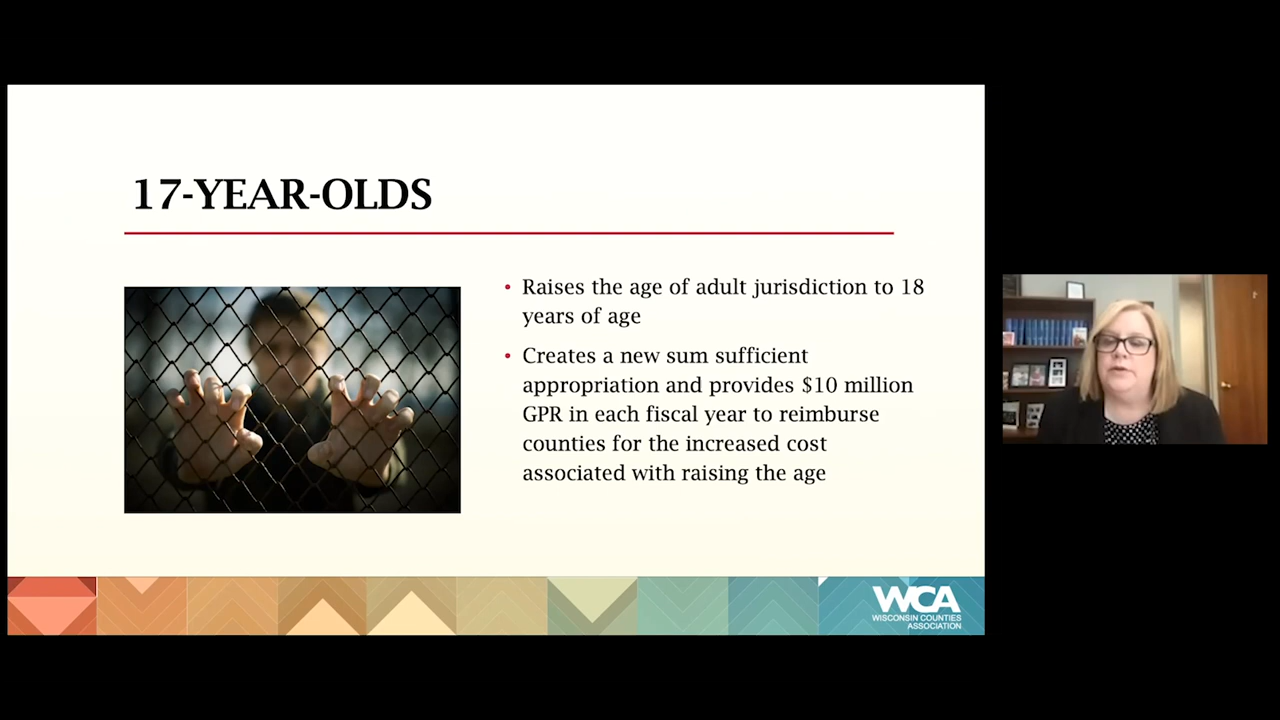 17-YEAR-OLDS
• Raises the age of adult jurisdiction to 18
years of age
• Creates a new sum sufficient
appropriation and provides $10 million
GPR in each fiscal year to reimburse
counties for the increased cost
associated with raising the age
WCA
WISCONSIN COUNTIES
ASSOCIATION